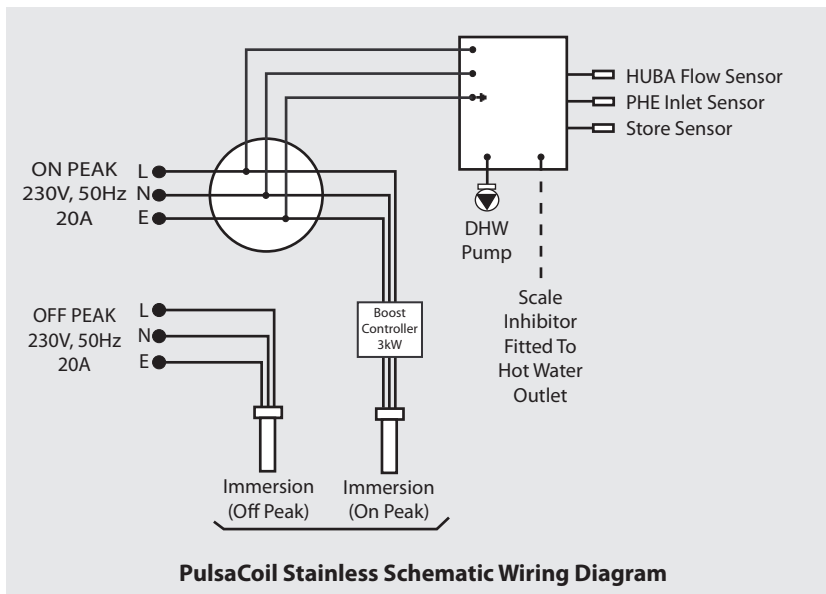 HUBA Flow Sensor
PHE Inlet Sensor
Store Sensor
ON PEAK
230V, 50Hz
20A
L
N
E
DHW
Pump
Scale
Inhibitor
Fitted To
Hot Water
Outlet
OFF PEAK
230V, 50Hz
20A
L
N
E
Boost
Controller
3kW
Immersion
(Off Peak)
Immersion
(On Peak)
PulsaCoil Stainless Schematic Wiring Diagram